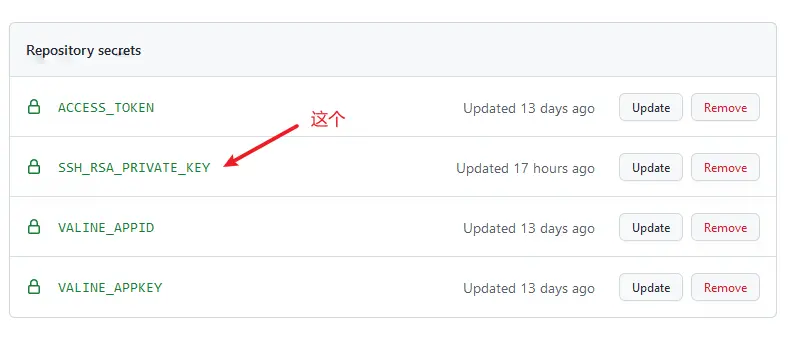 Repository secrets
ACCESS_TOKEN Updated 13 days ago Update Remove
这个
SSH_RSA_PRIVATE_KEY Updated 17 hours ago Update Remove
VALINE_APPID Updated 13 days ago Update Remove
VALINE_APPKEY Updated 13 days ago Update Remove